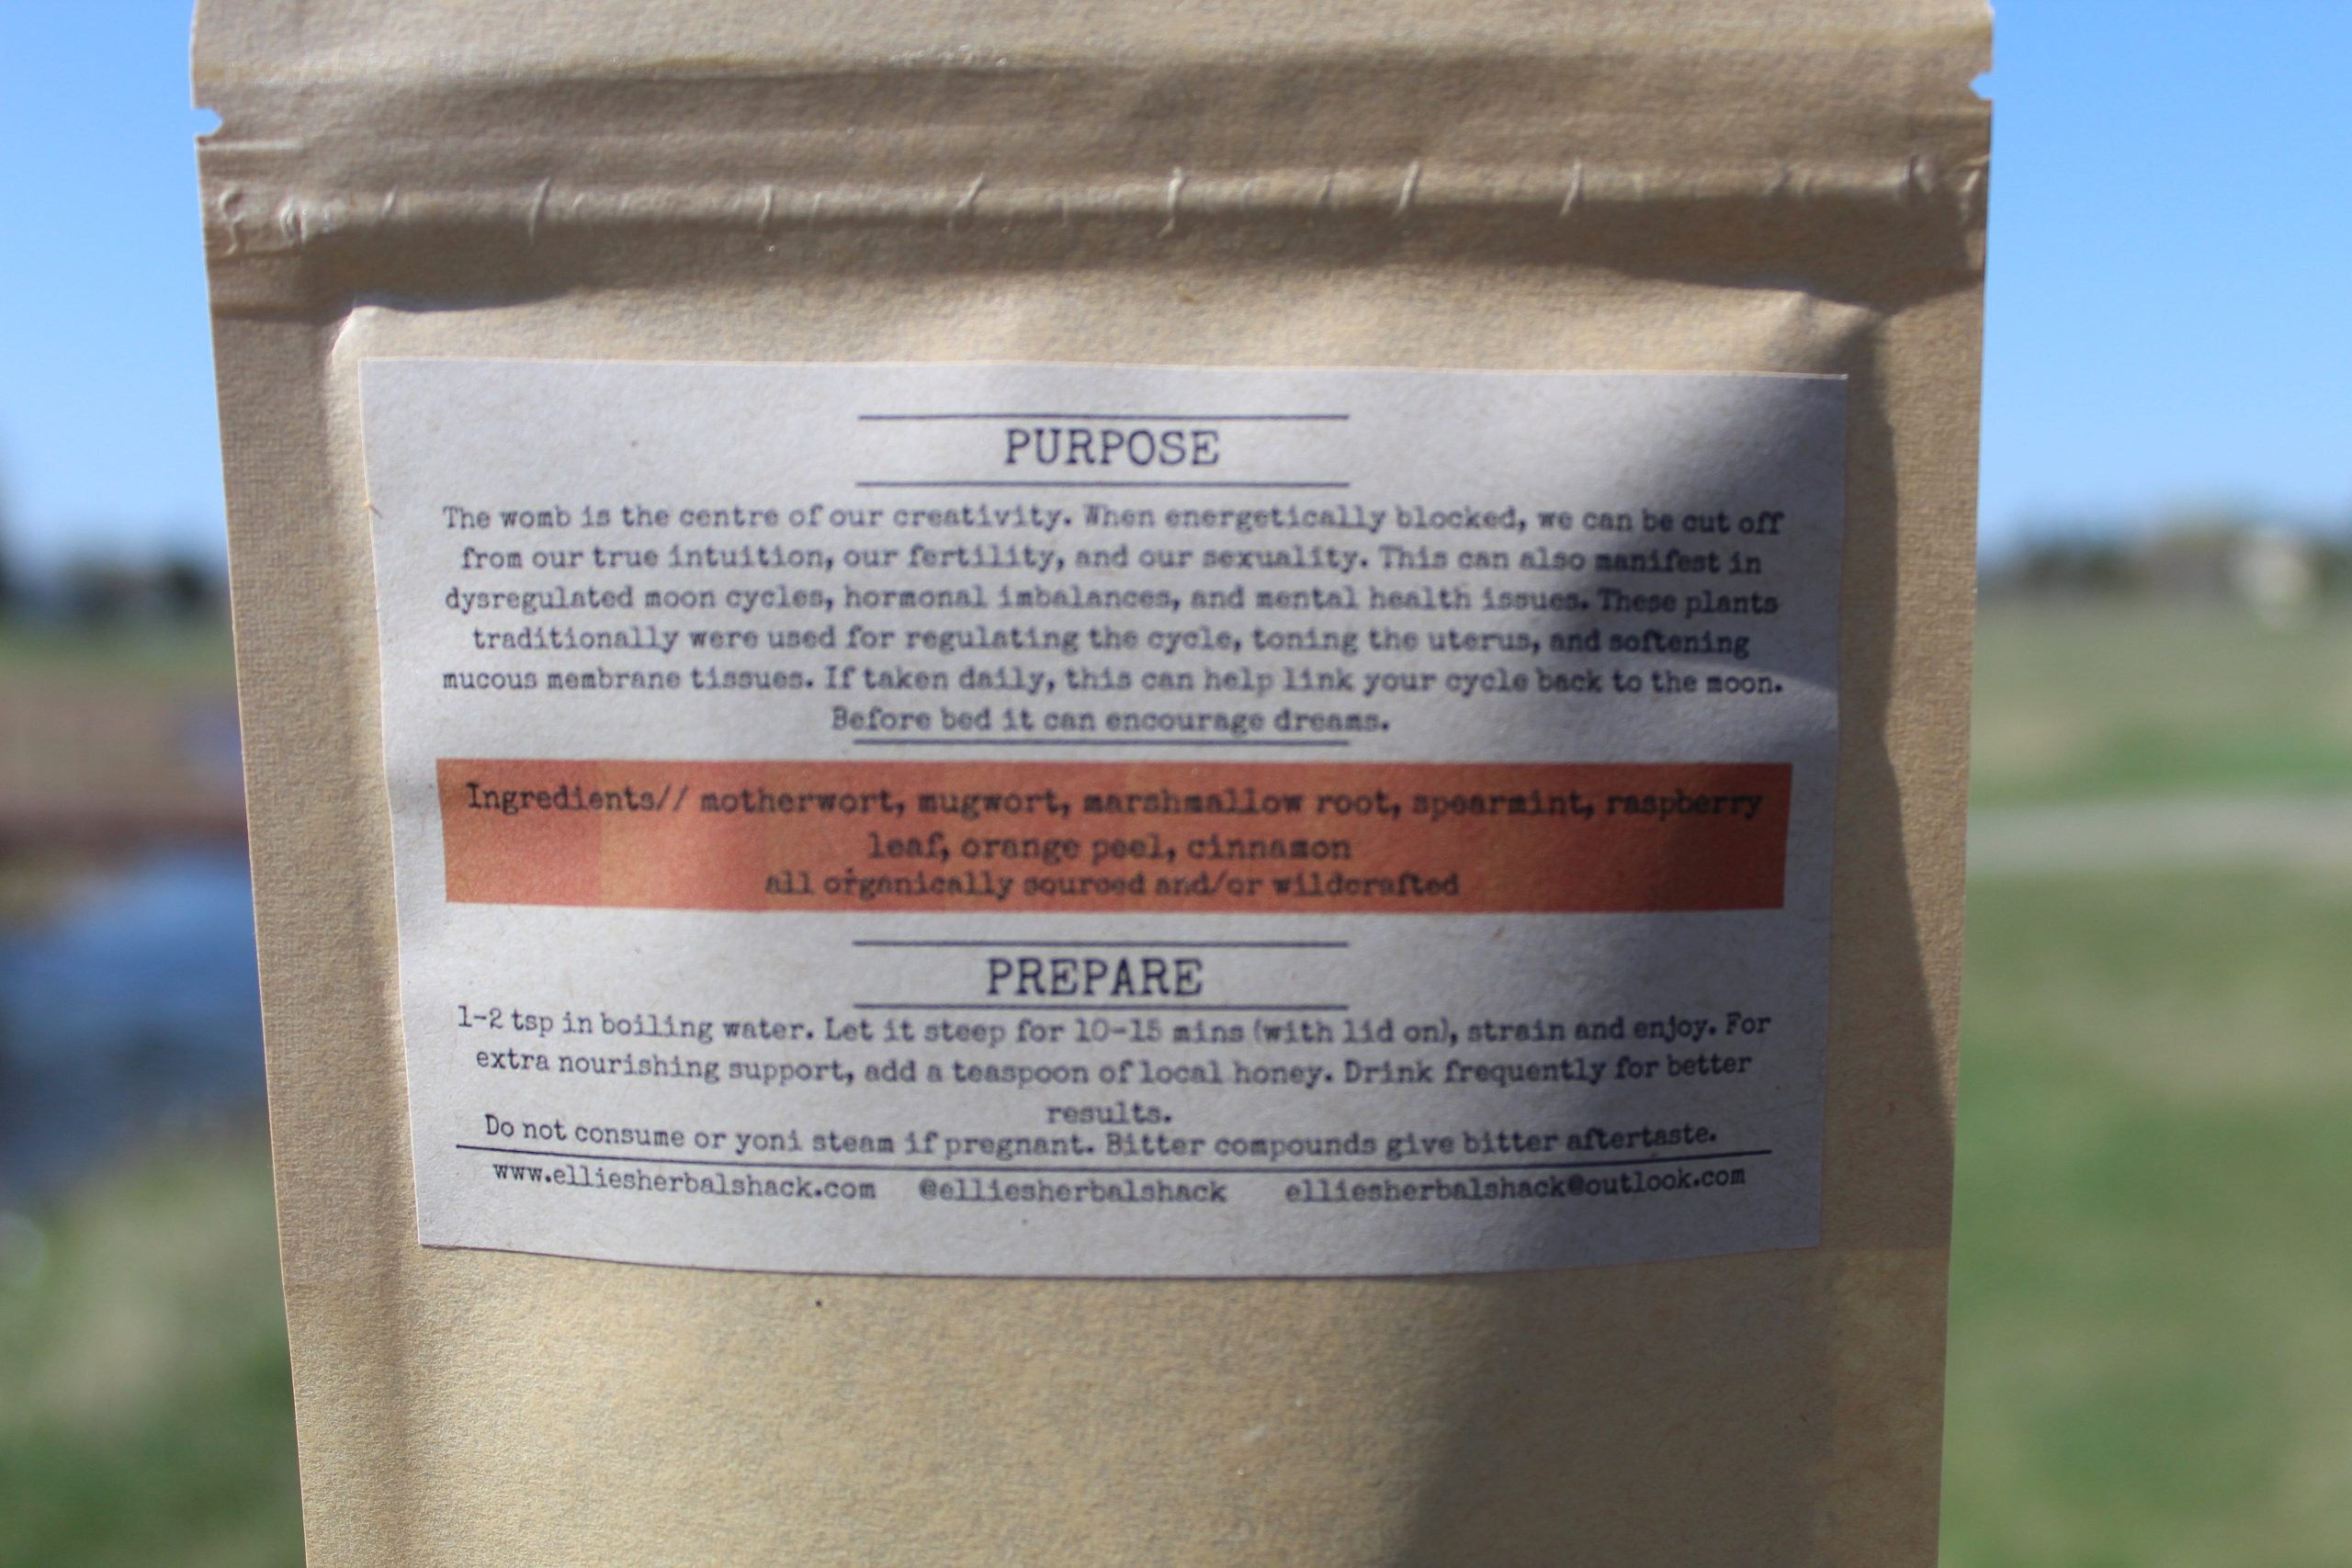 PURPOSE
The womb is the centre of our creativity. When energetically blocked, we can be cut off
from our true intuition, our fertility, and our sexuality. This can also manifest in
dysregulated moon cycles, hormonal imbalances, and mental health issues. These plants
traditionally were used for regulating the cycle, toning the uterus, and softening
mucous membrane tissues. If taken daily, this can help link your cycle back to the moon.
Before bed it can encourage dreams.
Ingredients// motherwort, mugwort, marshmallow root, spearmint, raspberry
leaf, orange peel, cinnamon
all organically sourced and/or wildcrafted
PREPARE
1-2 tsp in boiling water. Let it steep for 10-15 mins (with lid on), strain and enjoy. For
extra nourishing support, add a teaspoon of local honey. Drink frequently for better
results.
Do not consume or yoni steam if pregnant. Bitter compounds give bitter aftertaste.
www.elliesherbalshack.com @elliesherbalshack elliesherbalshack@outlook.com